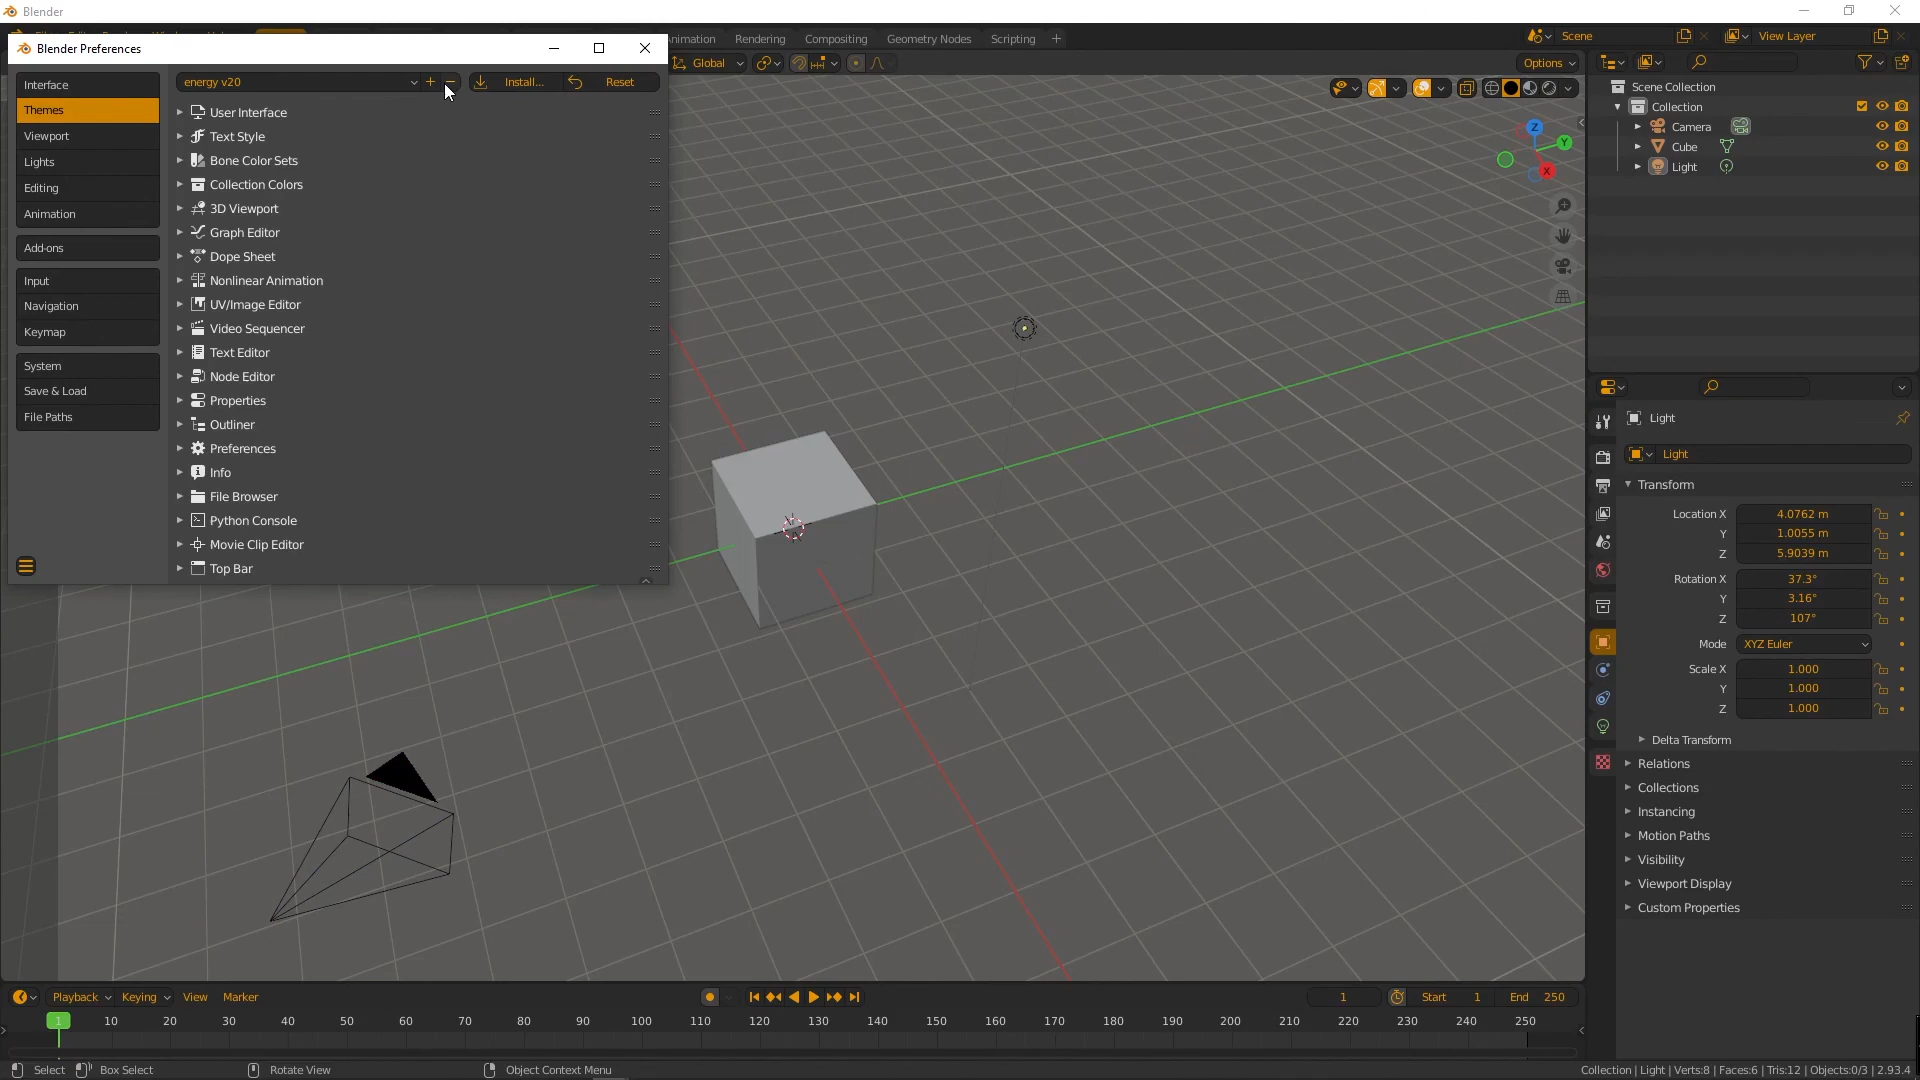 Blender
Blender Preferences
Animation
Rendering
Compositing
Geometry Nodes
Scripting
Scene
View Layer
Interface
Themes
Viewport
Lights
Editing
Animation
Add-ons
Input
Navigation
Keymap
System
Save & Load
File Paths
energy v20
Install...
Reset
User Interface
Text Style
Bone Color Sets
Collection Colors
3D Viewport
Graph Editor
Dope Sheet
Nonlinear Animation
UV/Image Editor
Video Sequencer
Text Editor
Node Editor
Properties
Outliner
Preferences
Info
File Browser
Python Console
Movie Clip Editor
Top Bar
Global
Options
Z
Y
X
Scene Collection
Collection
Camera
Cube
Light
Light
Light
Transform
Location X 4.0762 m
Y 1.0055 m
Z 5.9039 m
Rotation X 37.3°
Y 3.16°
Z 107°
Mode XYZ Euler
Scale X 1.000
Y 1.000
Z 1.000
Delta Transform
Relations
Collections
Instancing
Motion Paths
Visibility
Viewport Display
Custom Properties
Playback Keying View Marker
1 Start 1 End 250
1 10 20 30 40 50 60 70 80 90 100 110 120 130 140 150 160 170 180 190 200 210 220 230 240 250
Select Box Select Rotate View Object Context Menu
Collection | Light | Verts:8 | Faces:6 | Tris:12 | Objects:0/3 | 2.93.4